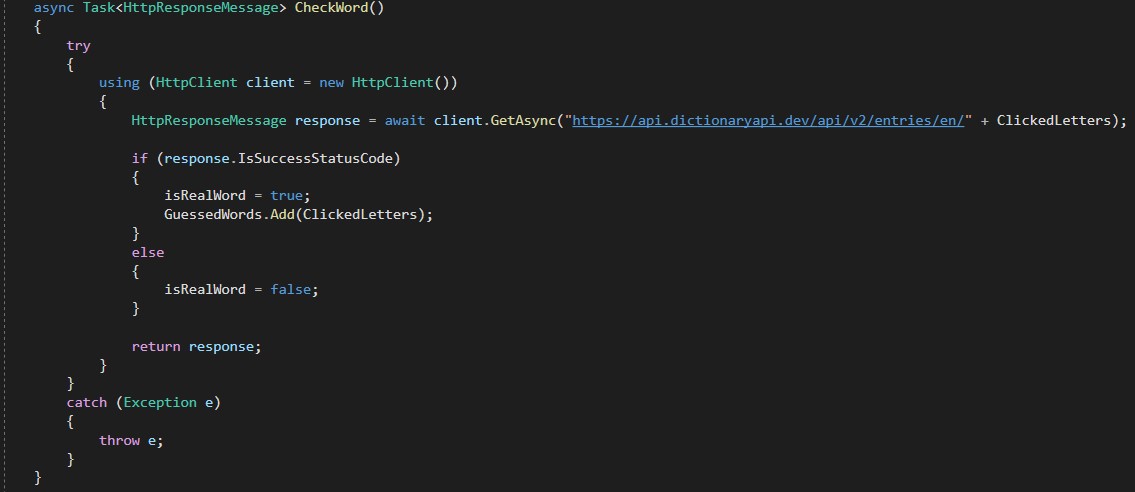 async Task<HttpResponseMessage> CheckWord()
{
try
{
using (HttpClient client = new HttpClient())
{
HttpResponseMessage response = await client.GetAsync("https://api.dictionaryapi.dev/api/v2/entries/en/" + ClickedLetters);
if (response.IsSuccessStatusCode)
{
isRealWord = true;
GuessedWords.Add(ClickedLetters);
}
else
{
isRealWord = false;
}
return response;
}
}
catch (Exception e)
{
throw e;
}
}